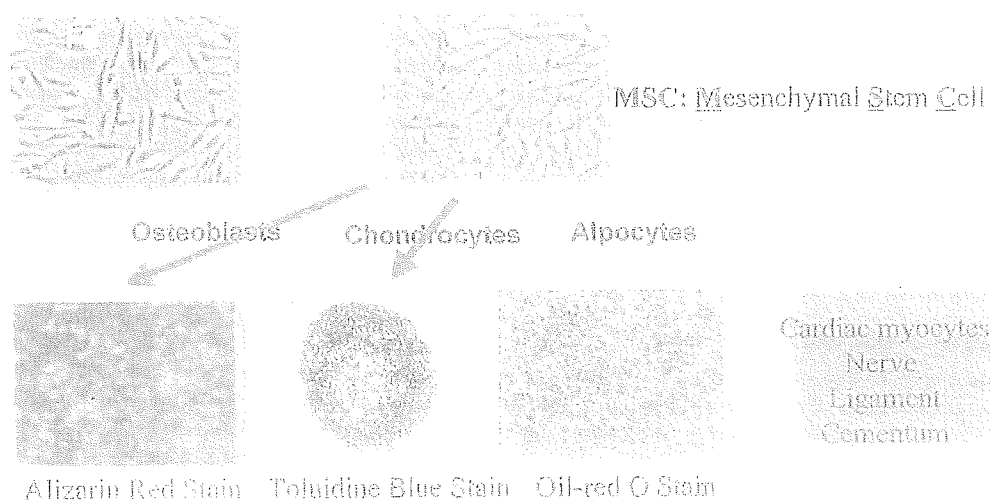 MSC: Mesenchymal Stem Cell
Osteoblasts Chondrocytes Alpocytes
Cardiac myocytes
Nerve
Ligament
Cementum
Alizarin Red Stain Toluidine Blue Stain Oil-red O Stain